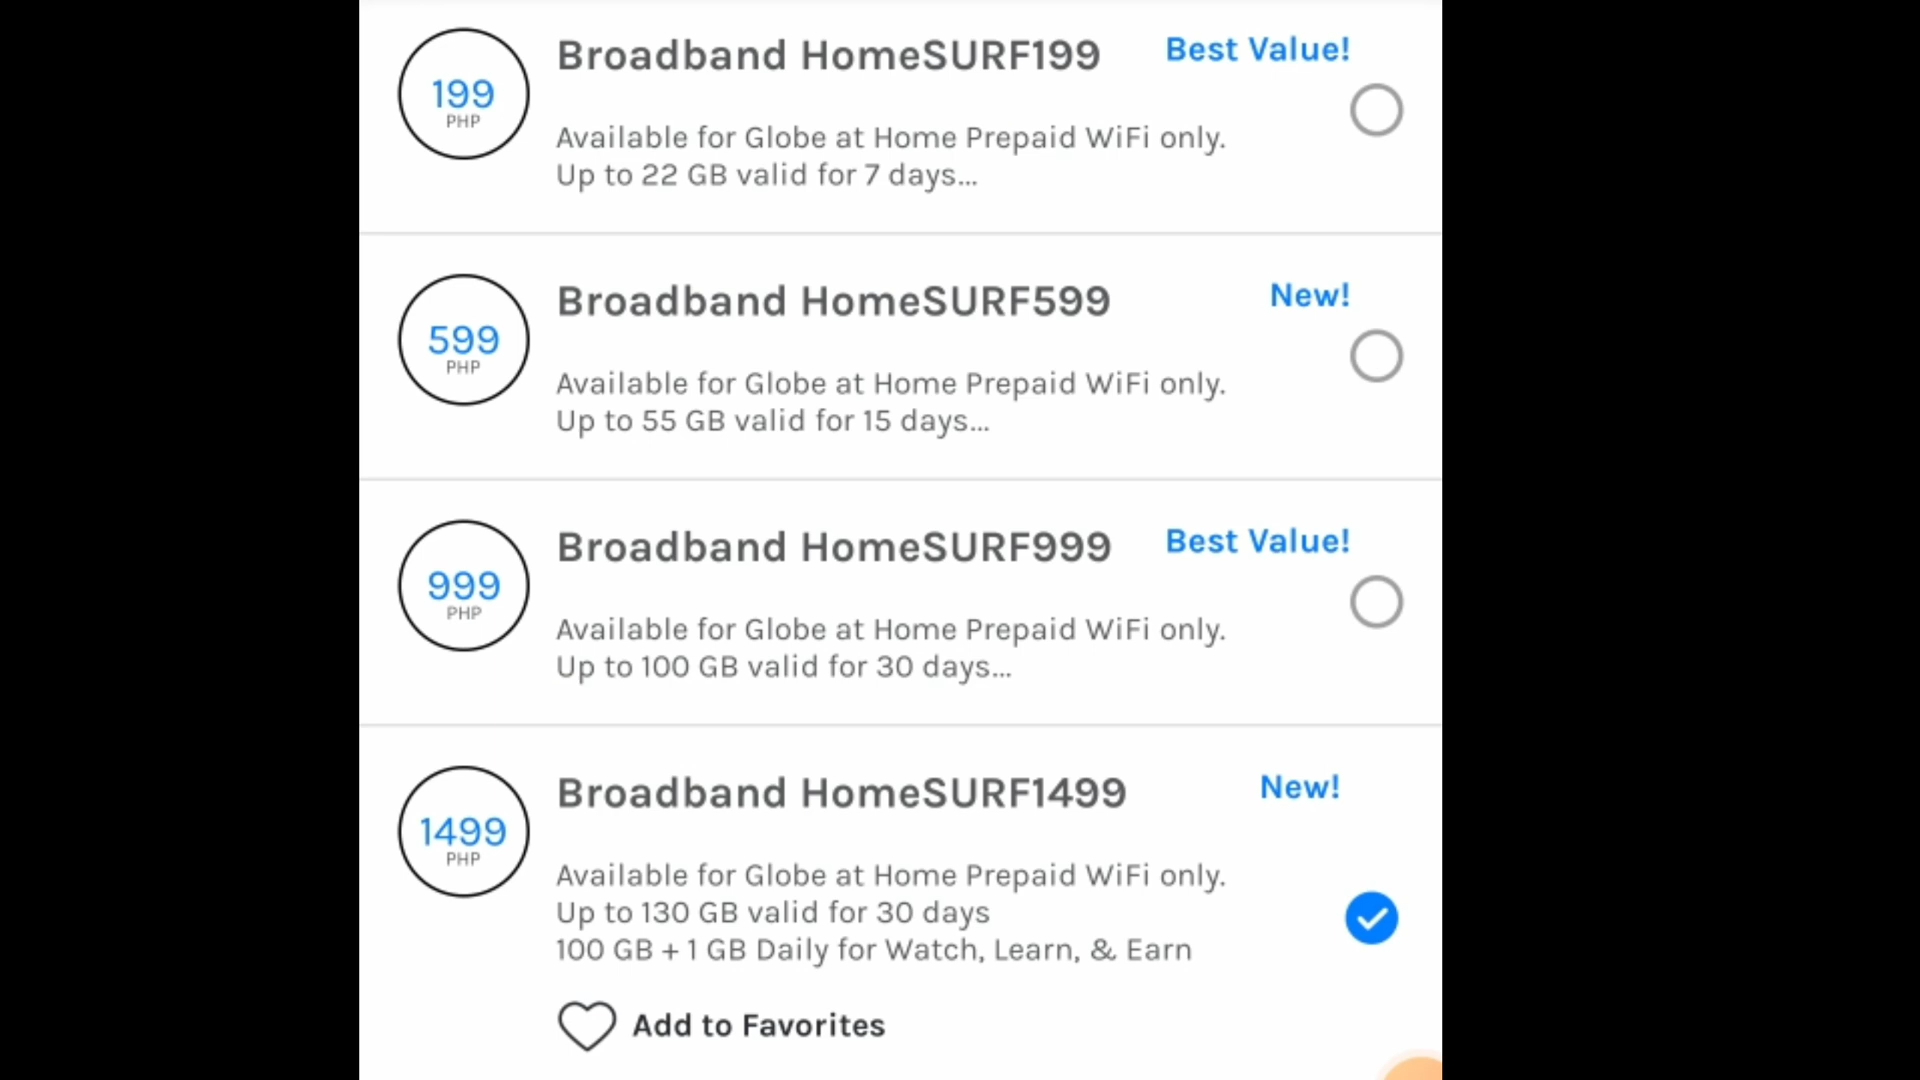 Broadband HomeSURF199
Best Value!
199
PHP
Available for Globe at Home Prepaid WiFi only.
Up to 22 GB valid for 7 days...
Broadband HomeSURF599
New!
599
PHP
Available for Globe at Home Prepaid WiFi only.
Up to 55 GB valid for 15 days...
Broadband HomeSURF999
Best Value!
999
PHP
Available for Globe at Home Prepaid WiFi only.
Up to 100 GB valid for 30 days...
Broadband HomeSURF1499
New!
1499
PHP
Available for Globe at Home Prepaid WiFi only.
Up to 130 GB valid for 30 days
100 GB + 1 GB Daily for Watch, Learn, & Earn
Add to Favorites